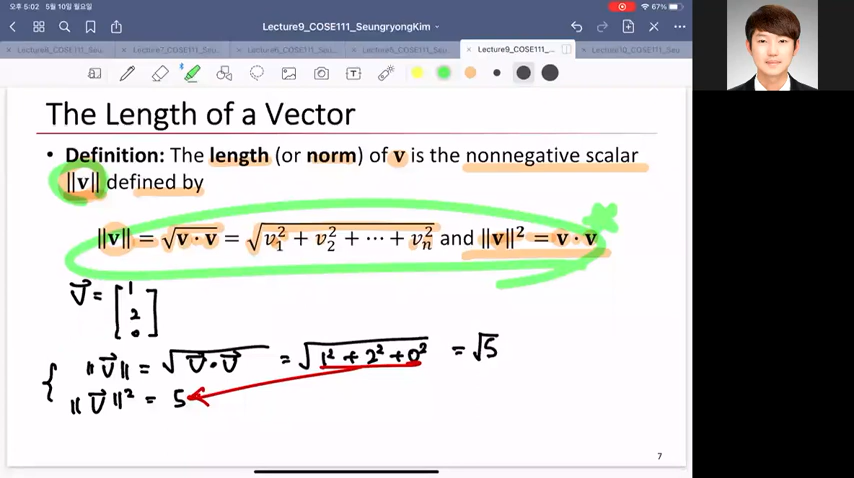 오후 5:02 5월 10일 월요일
67%
Lecture9_COSE111_SeungryongKim
Lecture9_COSE111_...
The Length of a Vector
• Definition: The length (or norm) of v is the nonnegative scalar
‖v‖ defined by
‖v‖ = √(v · v) = √(v₁² + v₂² + ⋯ + vₙ²) and ‖v‖² = v · v
v⃗ = [1 2 0]
‖v⃗‖ = √(v⃗ · v⃗) = √(1² + 2² + 0²) = √5
‖v⃗‖² = 5
7